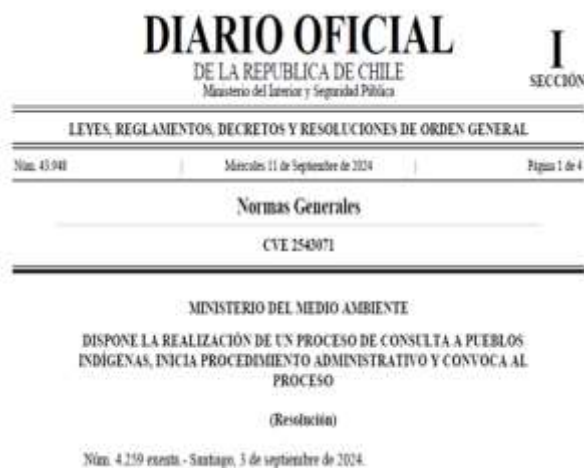 DIARIO OFICIAL
DE LA REPUBLICA DE CHILE
Ministerio del Interior y Seguridad Pública
I
SECCIÓN
LEYES, REGLAMENTOS, DECRETOS Y RESOLUCIONES DE ORDEN GENERAL
Núm. 43.948 | Miércoles 11 de Septiembre de 2024 | Página 1 de 4
Normas Generales
CVE 2543071
MINISTERIO DEL MEDIO AMBIENTE
DISPONE LA REALIZACIÓN DE UN PROCESO DE CONSULTA A PUEBLOS
INDÍGENAS, INICIA PROCEDIMIENTO ADMINISTRATIVO Y CONVOCA AL
PROCESO
(Resolución)
Núm. 4.259 exenta.- Santiago, 3 de septiembre de 2024.